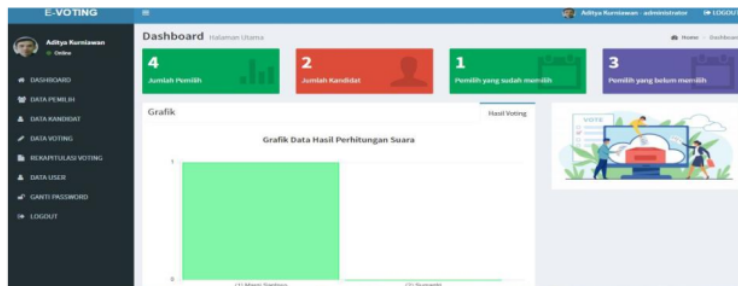 E-VOTING
Aditya Kurniawan - administrator
LOGOUT
Aditya Kurniawan
Online
Dashboard Halaman Utama
Home
Dashboard
4
Jumlah Pemilih
2
Jumlah Kandidat
1
Pemilih yang sudah memilih
3
Pemilih yang belum memilih
DASHBOARD
DATA PEMILIH
DATA KANDIDAT
DATA VOTING
REKAPITULASI VOTING
DATA USER
GANTI PASSWORD
LOGOUT
Grafik
Hasil Voting
Grafik Data Hasil Perhitungan Suara
1
0
VOTE